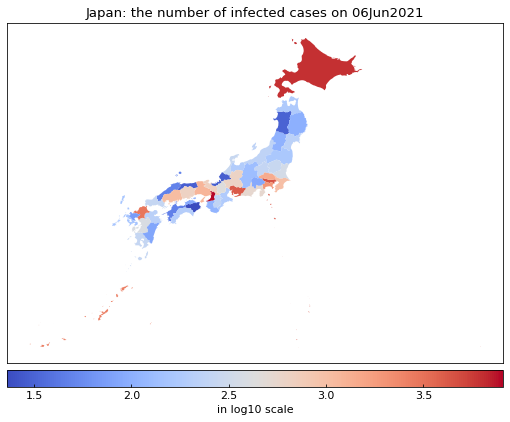 Japan: the number of infected cases on 06Jun2021
1.5 2.0 2.5 3.0 3.5
in log10 scale